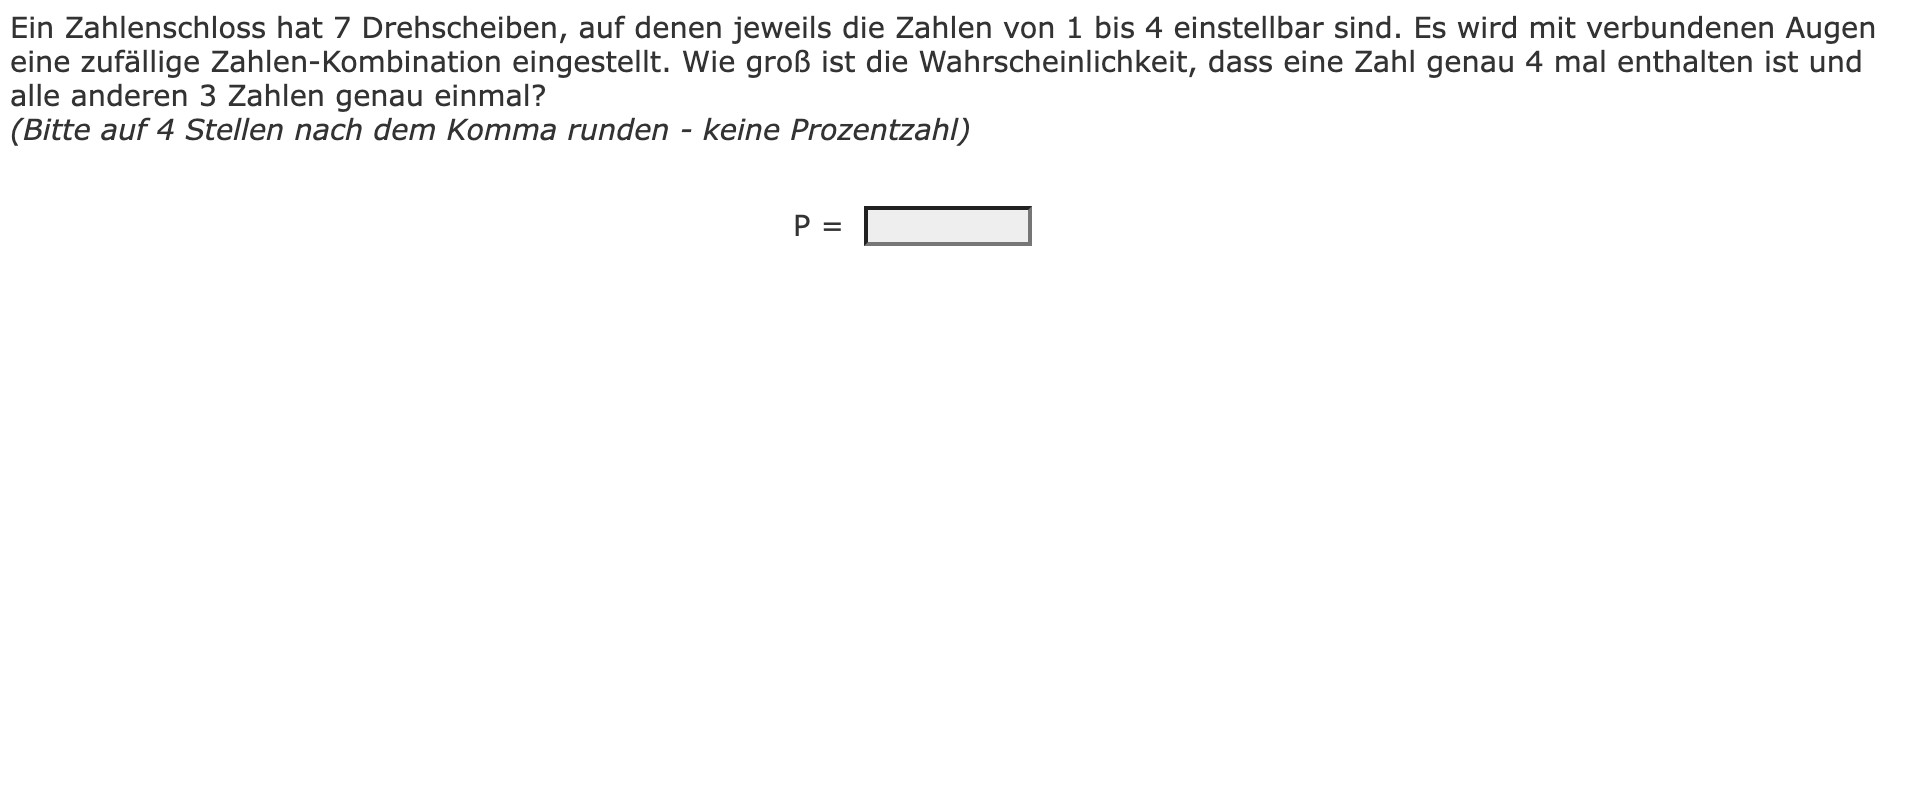 Ein Zahlenschloss hat 7 Drehscheiben, auf denen jeweils die Zahlen von 1 bis 4 einstellbar sind. Es wird mit verbundenen Augen
eine zufällige Zahlen-Kombination eingestellt. Wie groß ist die Wahrscheinlichkeit, dass eine Zahl genau 4 mal enthalten ist und
alle anderen 3 Zahlen genau einmal?
(Bitte auf 4 Stellen nach dem Komma runden - keine Prozentzahl)
P =